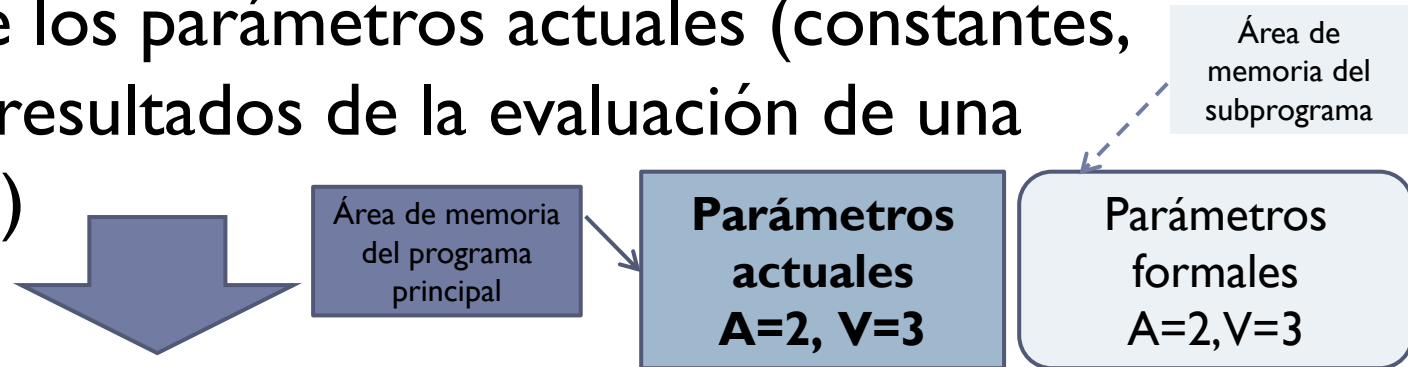 e los parámetros actuales (constantes,
resultados de la evaluación de una
)
Área de
memoria del
subprograma
Área de memoria
del programa
principal
Parámetros
actuales
A=2, V=3
Parámetros
formales
A=2,V=3